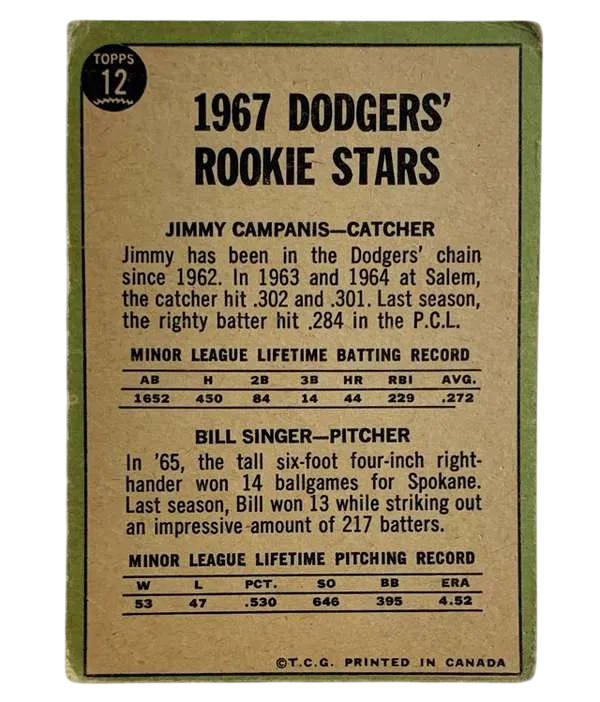 TOPPS
12
1967 DODGERS'
ROOKIE STARS
JIMMY CAMPANIS—CATCHER
Jimmy has been in the Dodgers' chain
since 1962. In 1963 and 1964 at Salem,
the catcher hit .302 and .301. Last season,
the righty batter hit .284 in the P.C.L.
MINOR LEAGUE LIFETIME BATTING RECORD
AB H 2B 3B HR RBI AVG.
1652 450 84 14 44 229 .272
BILL SINGER—PITCHER
In '65, the tall six-foot four-inch right-
hander won 14 ballgames for Spokane.
Last season, Bill won 13 while striking out
an impressive amount of 217 batters.
MINOR LEAGUE LIFETIME PITCHING RECORD
W L PCT. SO BB ERA
53 47 .530 646 395 4.52
©T.C.G. PRINTED IN CANADA